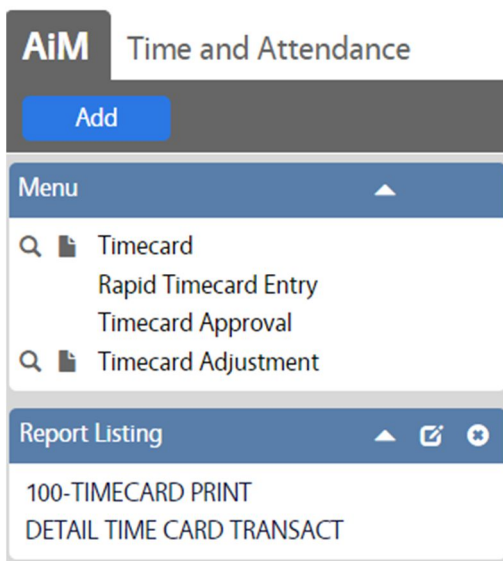 AiM Time and Attendance
Add
Menu
Timecard
Rapid Timecard Entry
Timecard Approval
Timecard Adjustment
Report Listing
100-TIMECARD PRINT
DETAIL TIME CARD TRANSACT